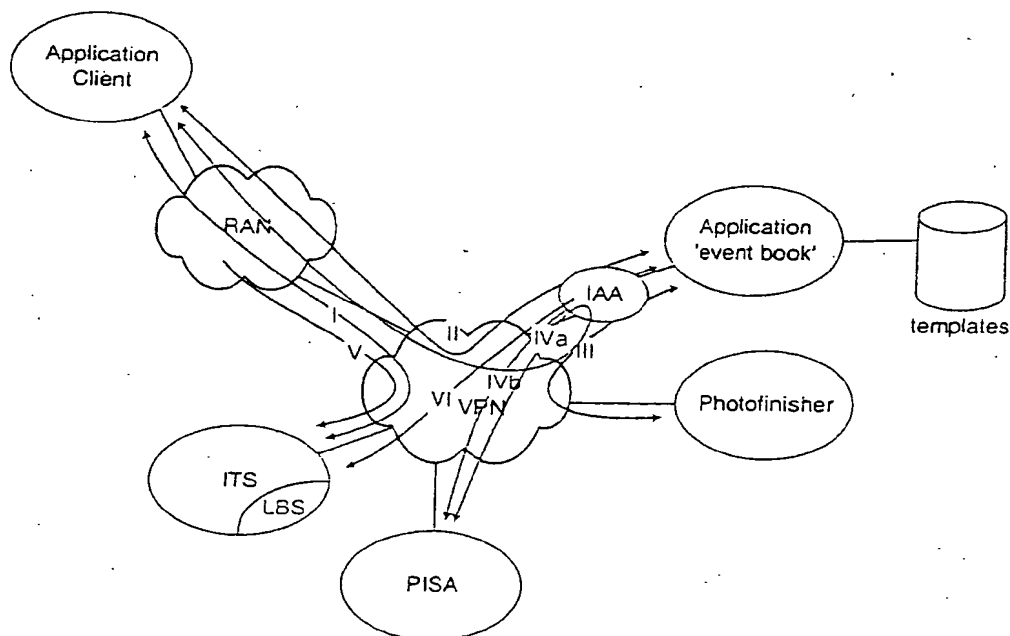 Application
Client
RAN
Application
'event book'
IAA
templates
I
II
IVa
III
V
IVb
VI
VPN
Photofinisher
ITS
LBS
PISA